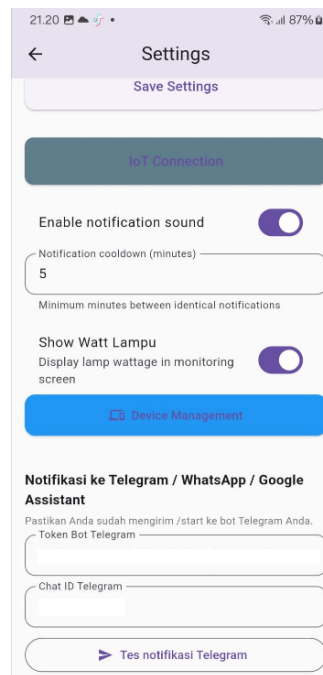 21.20
87%
Settings
Save Settings
IoT Connection
Enable notification sound
Notification cooldown (minutes)
5
Minimum minutes between identical notifications
Show Watt Lampu
Display lamp wattage in monitoring
screen
Device Management
Notifikasi ke Telegram / WhatsApp / Google
Assistant
Pastikan Anda sudah mengirim /start ke bot Telegram Anda.
Token Bot Telegram
Chat ID Telegram
Tes notifikasi Telegram